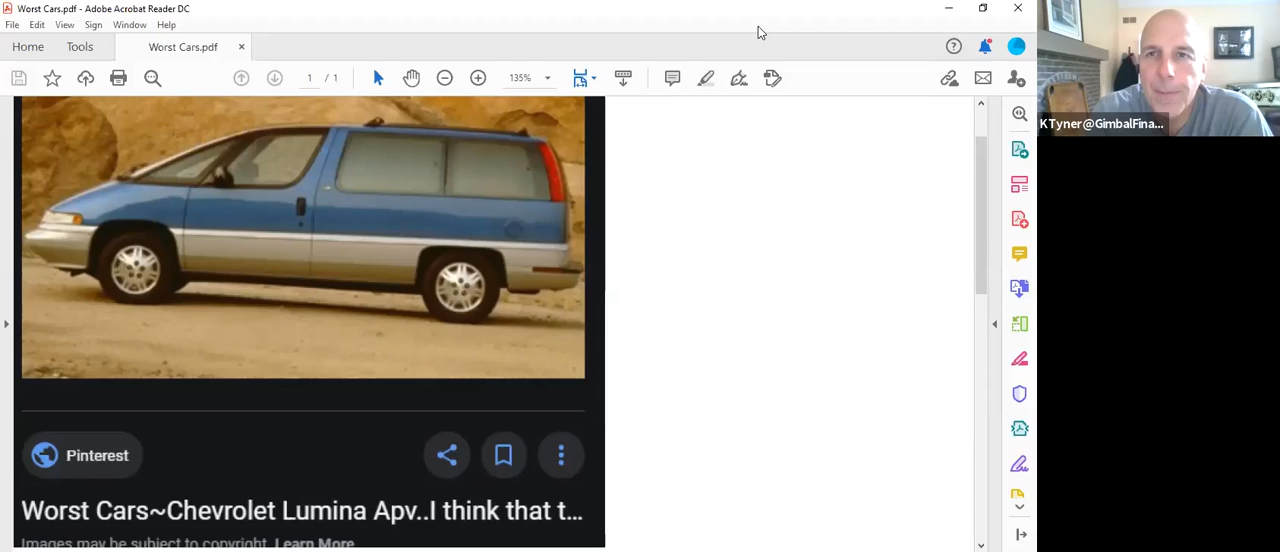 Worst Cars.pdf - Adobe Acrobat Reader DC
File Edit View Sign Window Help
Home Tools Worst Cars.pdf
1 / 1 135%
KTyner@GimbalFina...
Pinterest
Worst Cars~Chevrolet Lumina Apv..I think that t...
Images may be subject to copyright. Learn More